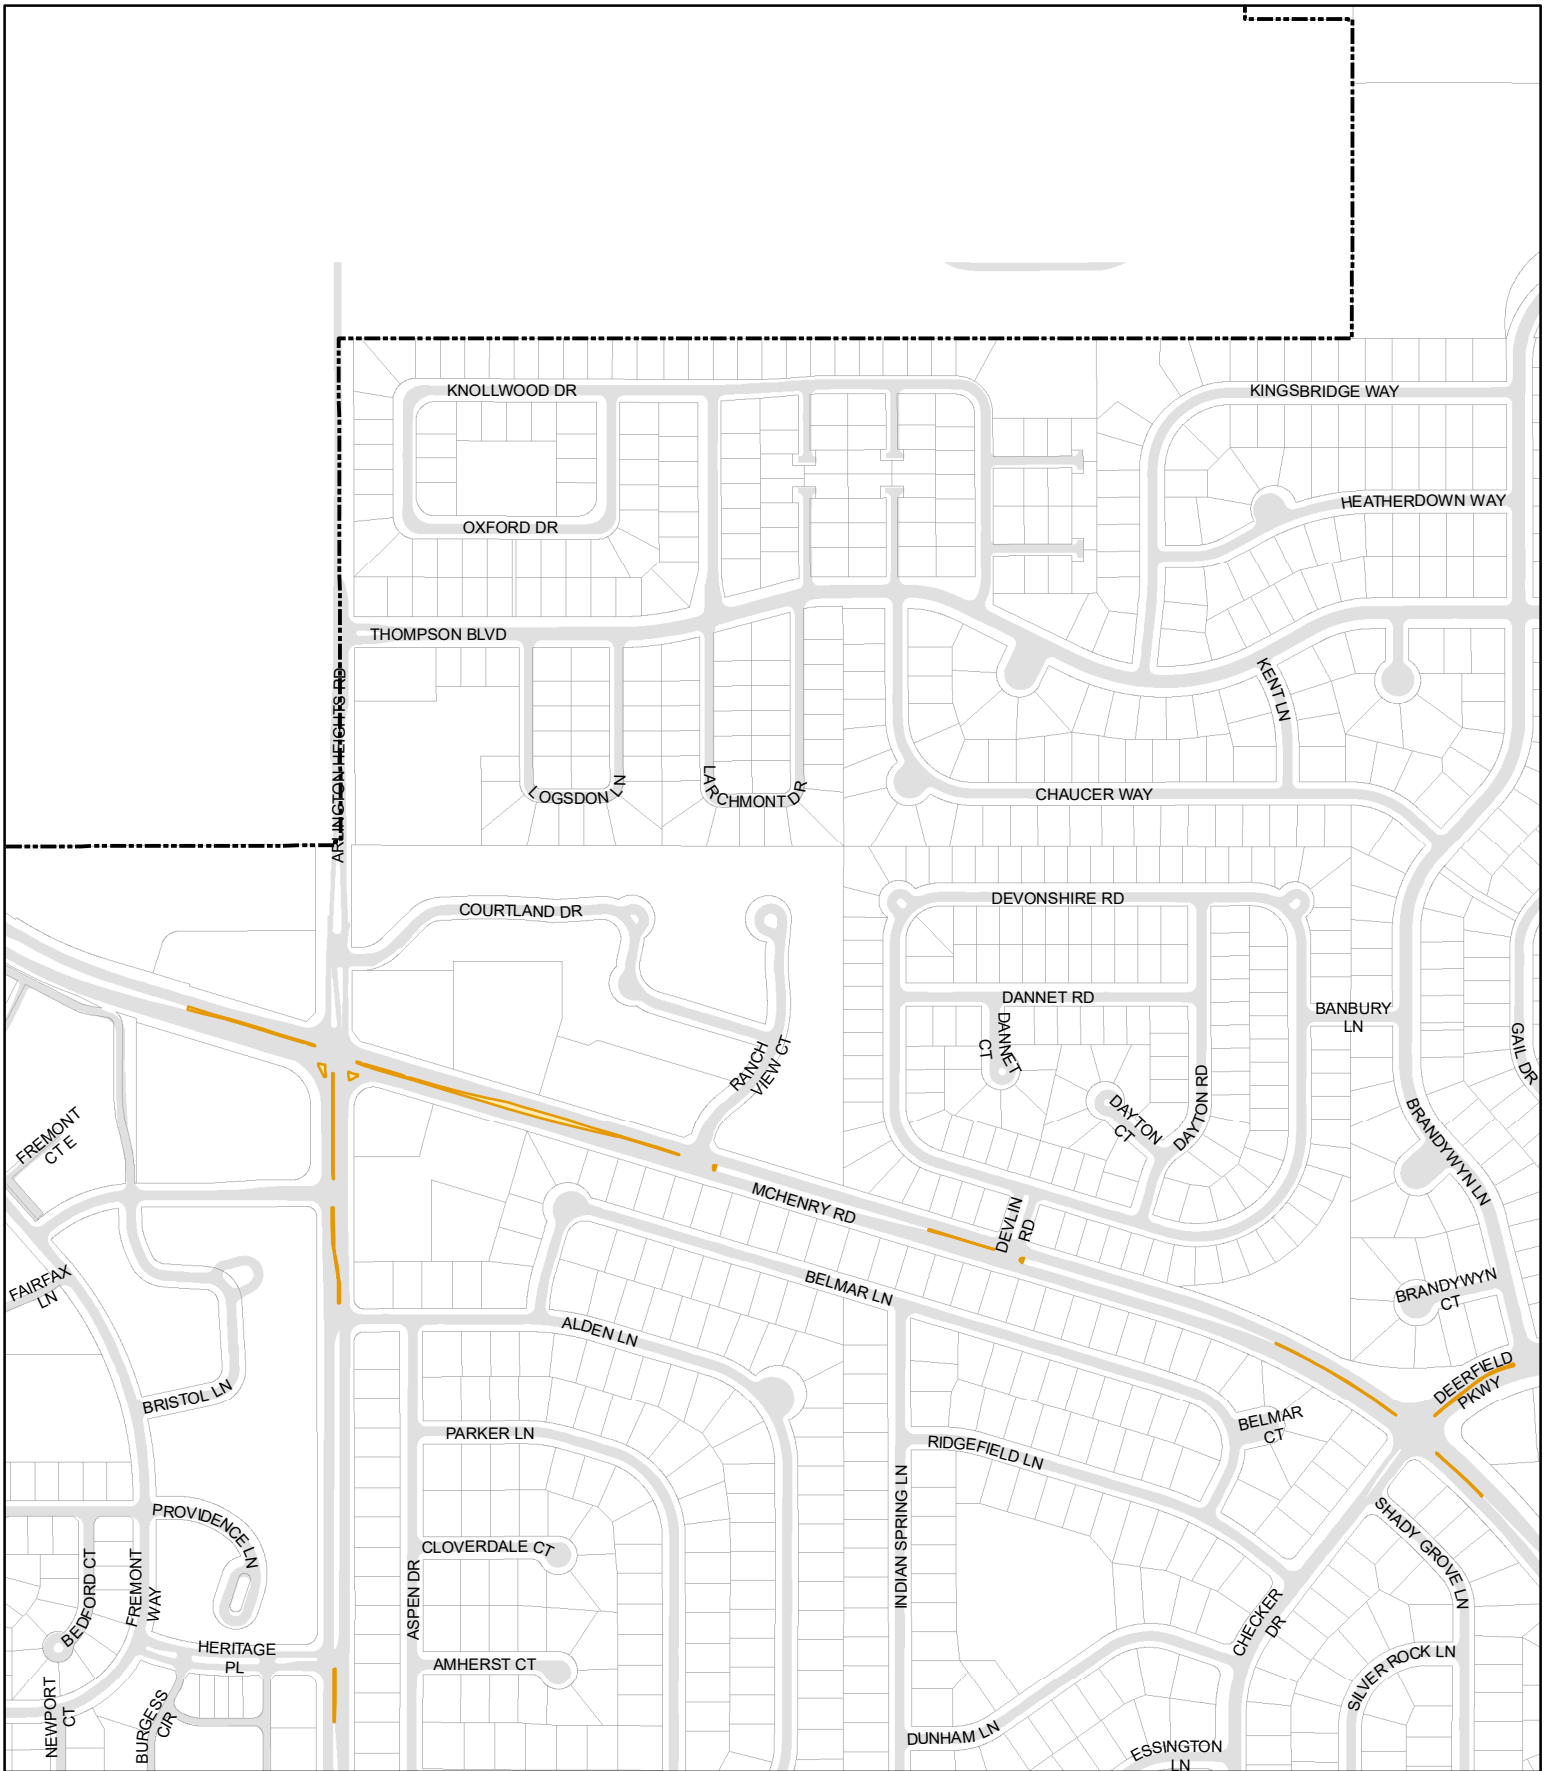 KNOLLWOOD DR
KINGSBRIDGE WAY
HEATHERDOWN WAY
OXFORD DR
THOMPSON BLVD
ARLINGTON HEIGHTS RD
KENT LN
LOGSDON LN
LARCHMONT DR
CHAUCER WAY
COURTLAND DR
DEVONSHIRE RD
DANNET RD
BANBURY
LN
DANNET
CT
GAIL DR
RANCH
VIEW CT
DAYTON RD
DAYTON
CT
FREMONT
CT E
BRANDYWYN LN
MCHENRY RD
DEVLIN
RD
FAIRFAX
LN
BELMAR LN
BRANDYWYN
CT
ALDEN LN
DEERFIELD
PKWY
BRISTOL LN
BELMAR
CT
PARKER LN
RIDGEFIELD LN
INDIAN SPRING LN
PROVIDENCE LN
SHADY GROVE LN
CLOVERDALE CT
BEDFORD CT
FREMONT
WAY
ASPEN DR
CHECKER
DR
HERITAGE
PL
AMHERST CT
SILVER ROCK LN
NEWPORT
CT
BURGESS
CIR
DUNHAM LN
ESSINGTON
LN